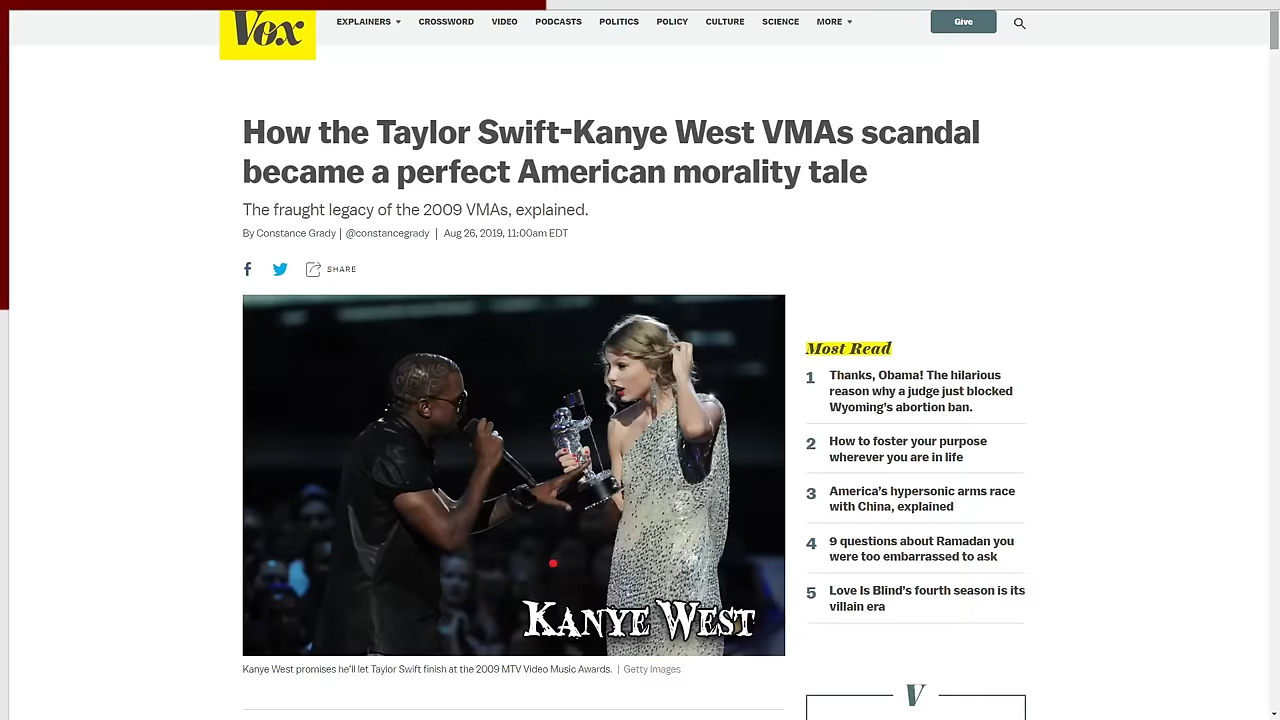 Vox
EXPLAINERS
CROSSWORD
VIDEO
PODCASTS
POLITICS
POLICY
CULTURE
SCIENCE
MORE
Give
How the Taylor Swift-Kanye West VMAs scandal
became a perfect American morality tale
The fraught legacy of the 2009 VMAs, explained.
By Constance Grady | @constancegrady | Aug 26, 2019, 11:00am EDT
SHARE
KANYE WEST
Kanye West promises he'll let Taylor Swift finish at the 2009 MTV Video Music Awards. | Getty Images
Most Read
1 Thanks, Obama! The hilarious
reason why a judge just blocked
Wyoming's abortion ban.
2 How to foster your purpose
wherever you are in life
3 America's hypersonic arms race
with China, explained
4 9 questions about Ramadan you
were too embarrassed to ask
5 Love Is Blind's fourth season is its
villain era
V